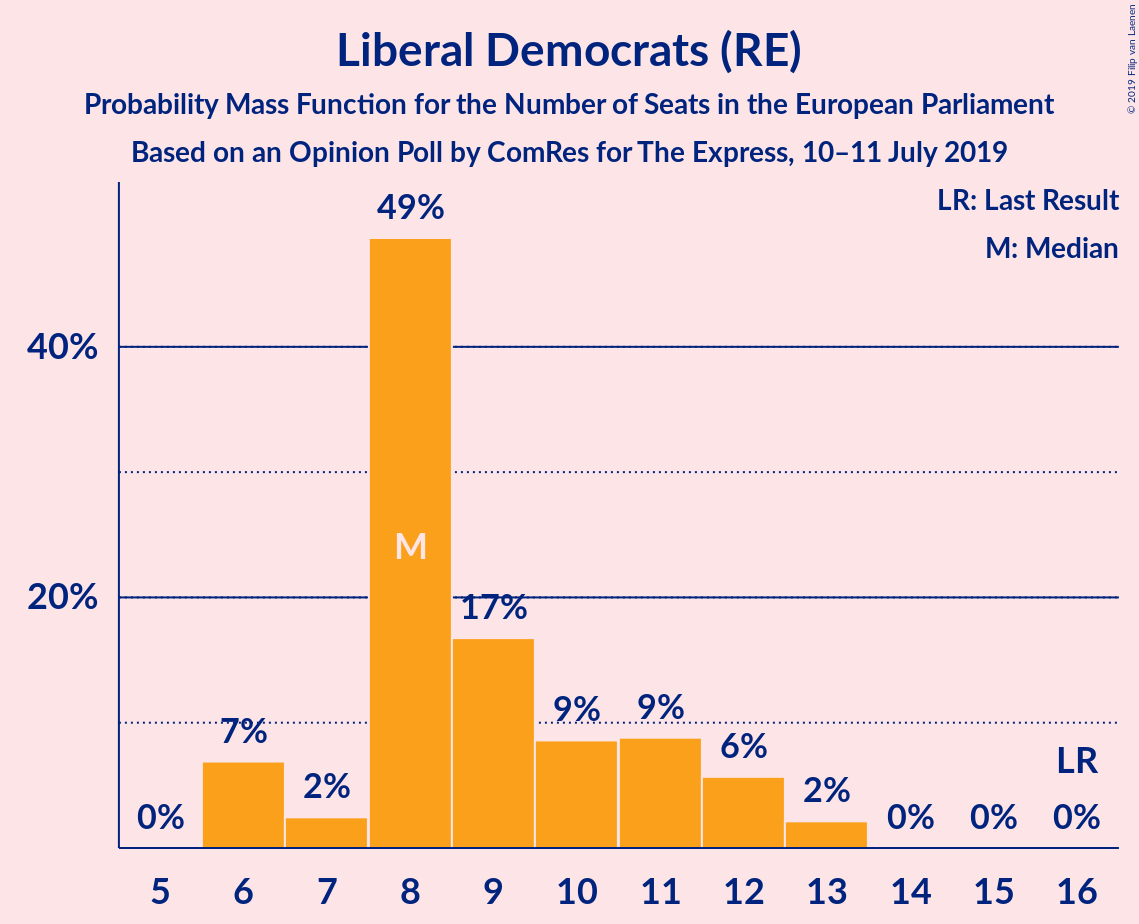 Liberal Democrats (RE)
Probability Mass Function for the Number of Seats in the European Parliament
Based on an Opinion Poll by ComRes for The Express, 10–11 July 2019
© 2019 Filip van Laenen
LR: Last Result
M: Median
49%
40%
M
20%
17%
9%
9%
7%
6%
LR
2%
2%
0%
0%
0%
0%
5 6 7 8 9 10 11 12 13 14 15 16